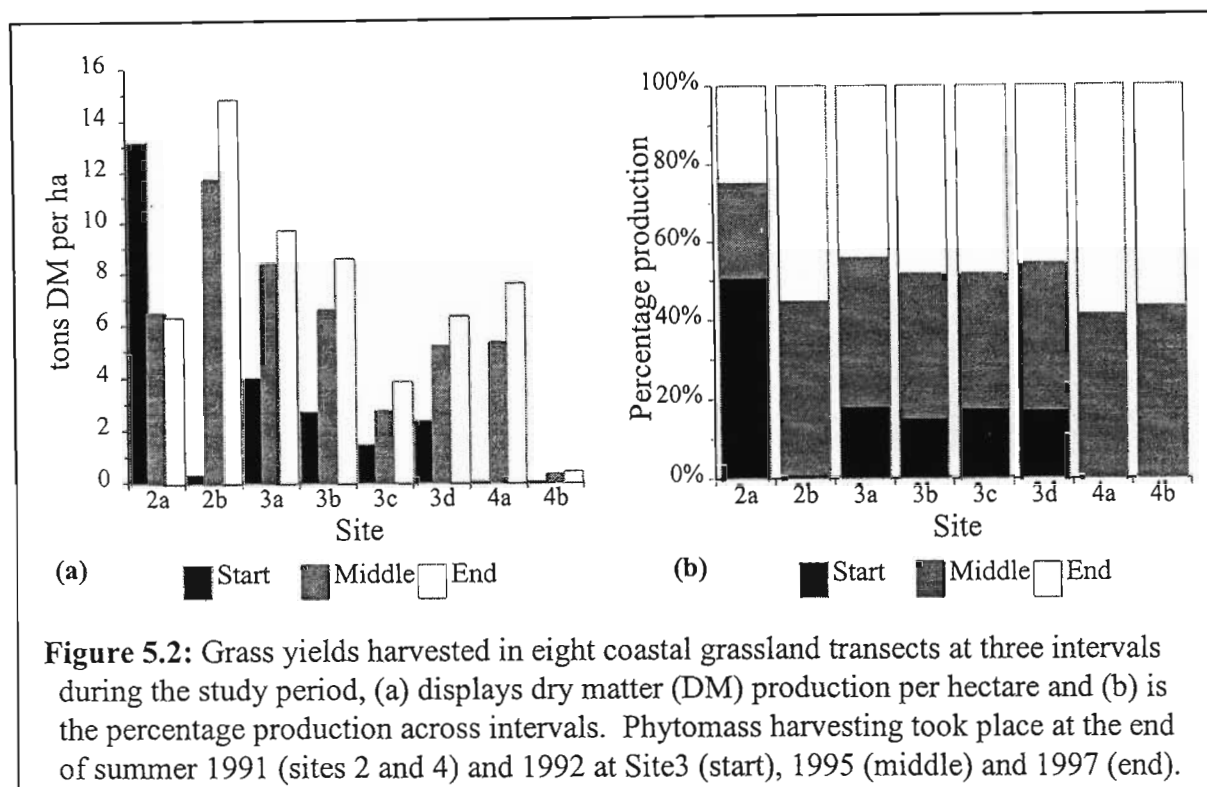 16
14
12
10
8
6
4
2
0
tons DM per ha
2a 2b 3a 3b 3c 3d 4a 4b
Site
(a) Start Middle End
100%
80%
60%
40%
20%
0%
Percentage production
2a 2b 3a 3b 3c 3d 4a 4b
Site
(b) Start Middle End
Figure 5.2: Grass yields harvested in eight coastal grassland transects at three intervals
during the study period, (a) displays dry matter (DM) production per hectare and (b) is
the percentage production across intervals. Phytomass harvesting took place at the end
of summer 1991 (sites 2 and 4) and 1992 at Site3 (start), 1995 (middle) and 1997 (end).